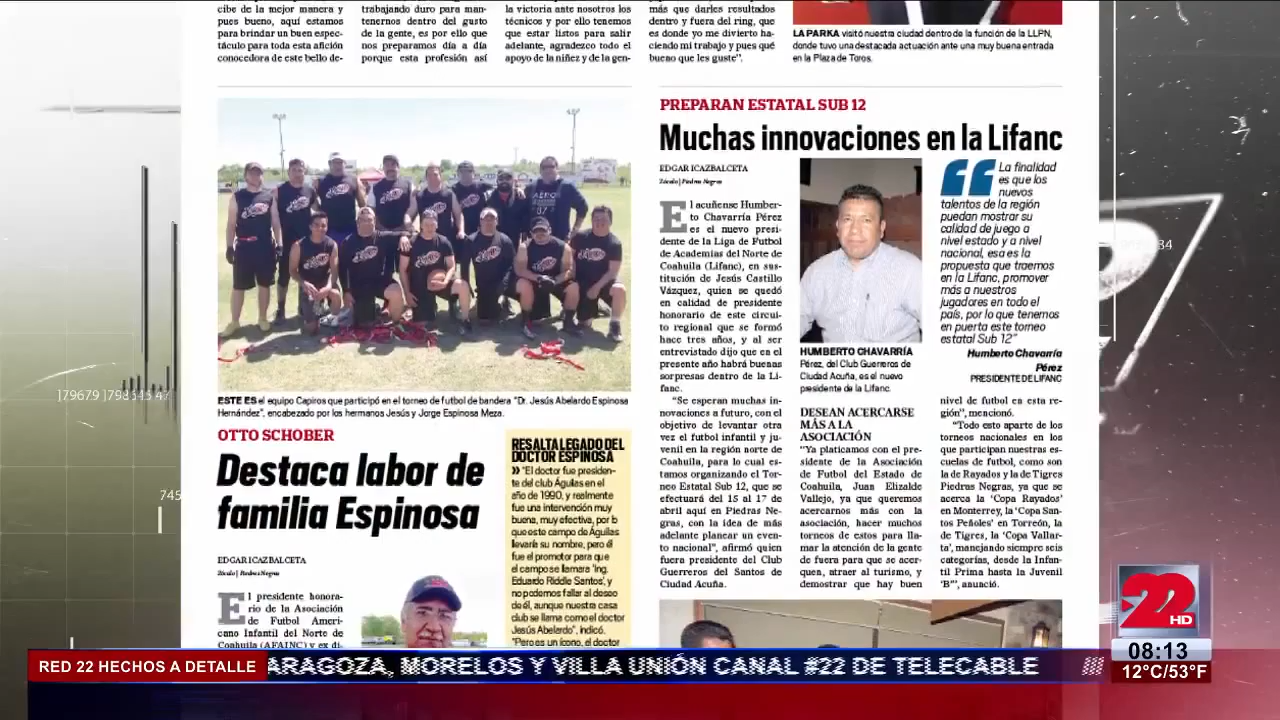 cibe de la mejor manera y
pues bueno, aquí estamos
para brindar un buen espec-
táculo para toda esta afición
conocedora de este bello de-
trabajando duro para man-
tenernos dentro del gusto
de la gente, es por ello que
nos preparamos día a día
porque esta profesión así
la victoria ante nosotros los
técnicos y por ello tenemos
que estar listos para salir
adelante, agradezco todo el
apoyo de la niñez y de la gen-
más que darles resultados
dentro y fuera del ring, que
es donde yo me divierto ha-
ciendo mi trabajo y pues qué
bueno que les guste”.
LA PARKA visitó nuestra ciudad dentro de la función de la LLPN,
donde tuvo una destacada actuación ante una muy buena entrada
en la Plaza de Toros.
ESTE ES el equipo Capiros que participó en el torneo de futbol de bandera “Dr. Jesús Abelardo Espinosa
Hernández”, encabezado por los hermanos Jesús y Jorge Espinosa Meza.
OTTO SCHOBER
Destaca labor de
familia Espinosa
EDGAR ICAZBALCETA
Zócalo | Piedras Negras
El presidente honora-
rio de la Asociación
de Futbol Ameri-
cano Infantil del Norte de
Coahuila (AFAINC) y ex di-
RESALTA LEGADO DEL
DOCTOR ESPINOSA
» “El doctor fue presiden-
te del club Águilas en el
año de 1990, y realmente
fue una intervención muy
buena, muy efectiva, por lo
que este campo de Águilas
llevaría su nombre, pero él
fue el promotor para que
el campo se llamara ‘Ing.
Eduardo Riddle Santos’, y
no podemos fallar al deseo
de él, aunque nuestra casa
club se llama como el doctor
Jesús Abelardo”, indicó.
“Pero es un ícono, el doctor
PREPARAN ESTATAL SUB 12
Muchas innovaciones en la Lifanc
EDGAR ICAZBALCETA
Zócalo | Piedras Negras
El acuñense Humber-
to Chavarría Pérez
es el nuevo presi-
dente de la Liga de Futbol
de Academias del Norte de
Coahuila (Lifanc), en sus-
titución de Jesús Castillo
Vázquez, quien se quedó
en calidad de presidente
honorario de este circui-
to regional que se formó
hace tres años, y al ser
entrevistado dijo que en el
presente año habrá buenas
sorpresas dentro de la Li-
fanc.
“Se esperan muchas in-
novaciones a futuro, con el
objetivo de levantar otra
vez el futbol infantil y ju-
venil en la región norte de
Coahuila, para lo cual es-
tamos organizando el Tor-
neo Estatal Sub 12, que se
efectuará del 15 al 17 de
abril aquí en Piedras Ne-
gras, con la idea de más
adelante planear un even-
to nacional”, afirmó quien
fuera presidente del Club
Guerreros del Santos de
Ciudad Acuña.
HUMBERTO CHAVARRÍA
Pérez, del Club Guerreros de
Ciudad Acuña, es el nuevo
presidente de la Lifanc.
DESEAN ACERCARSE
MÁS A LA
ASOCIACIÓN
“Ya platicamos con el pre-
sidente de la Asociación
de Futbol del Estado de
Coahuila, Juan Elizalde
Vallejo, ya que queremos
acercarnos más con la
asociación, hacer muchos
torneos de estos para lla-
mar la atención de la gente
de fuera para que se acer-
quen, atraer al turismo, y
demostrar que hay buen
“La finalidad
es que los
nuevos
talentos de la región
puedan mostrar su
calidad de juego a
nivel estado y a nivel
nacional, esa es la
propuesta que traemos
en la Lifanc, promover
más a nuestros
jugadores en todo el
país, por lo que tenemos
en puerta este torneo
estatal Sub 12”
Humberto Chavarría
Pérez
PRESIDENTE DE LIFANC
nivel de futbol en esta re-
gión”, mencionó.
“Todo esto aparte de los
torneos nacionales en los
que participan nuestras es-
cuelas de futbol, como son
la de Rayados y la de Tigres
Piedras Negras, ya que se
acerca la ‘Copa Rayados’
en Monterrey, la ‘Copa San-
tos Peñoles’ en Torreón, la
de Tigres, la ‘Copa Vallar-
ta’, manejando siempre seis
categorías, desde la Infan-
til Prima hasta la Juvenil
‘B’”, anunció.
745
22
HD
08:13
12°C/53°F
RED 22 HECHOS A DETALLE
ARAGOZA, MORELOS Y VILLA UNIÓN CANAL #22 DE TELECABLE